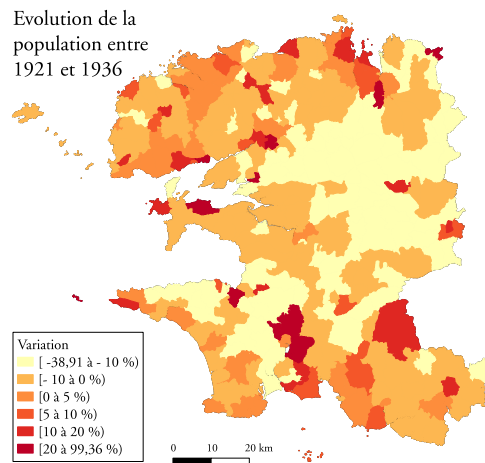 Evolution de la
population entre
1921 et 1936
Variation
[ -38,91 à - 10 %)
[- 10 à 0 %)
[0 à 5 %)
[5 à 10 %)
[10 à 20 %)
[20 à 99,36 %)
0 10 20 km